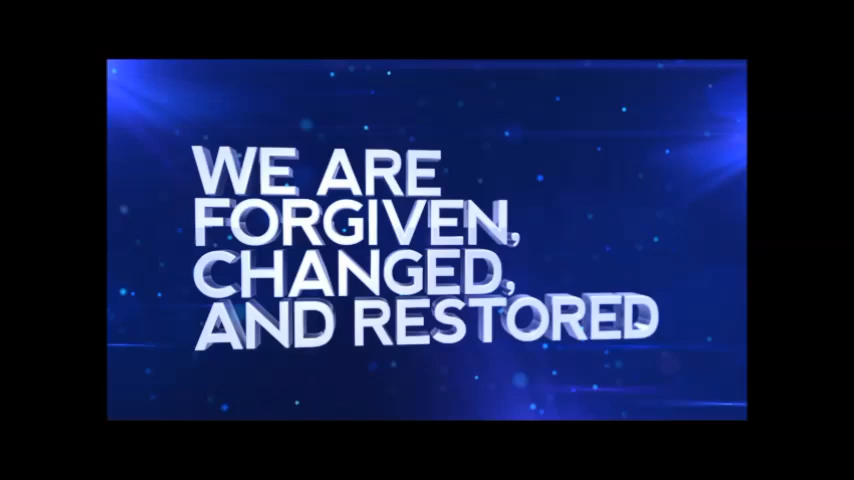 WE ARE
FORGIVEN,
CHANGED,
AND RESTORED